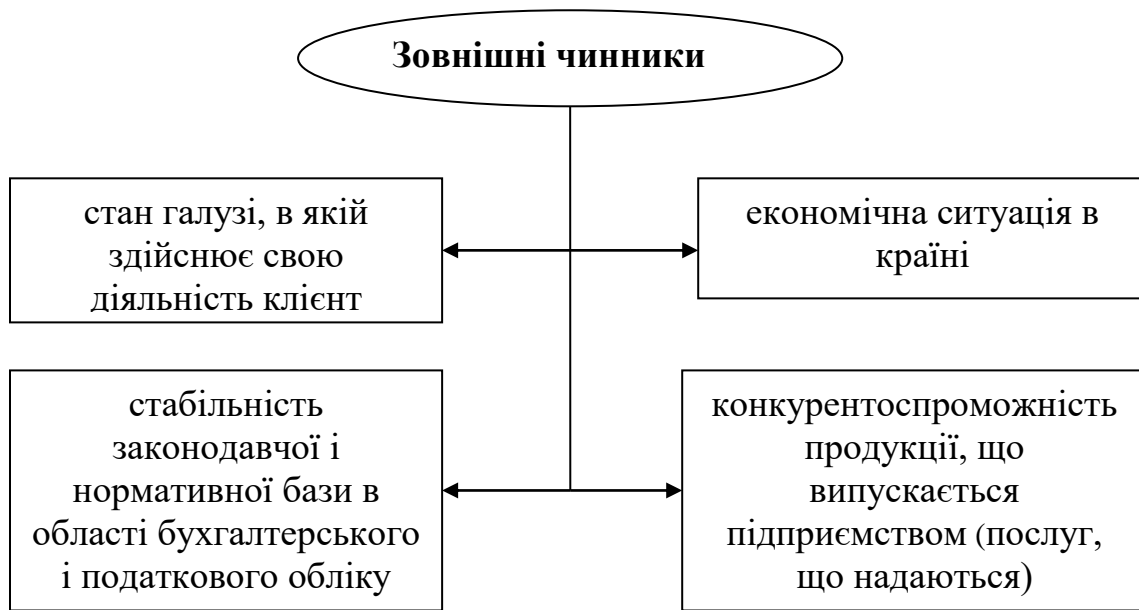 Зовнішні чинники
стан галузі, в якій
здійснює свою
діяльність клієнт
економічна ситуація в
країні
стабільність
законодавчої і
нормативної бази в
області бухгалтерського
і податкового обліку
конкурентоспроможність
продукції, що
випускається
підприємством (послуг,
що надаються)